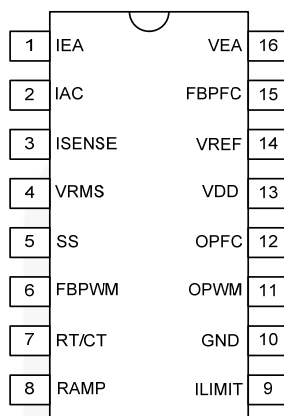 1 IEA VEA 16
2 IAC FBPFC 15
3 ISENSE VREF 14
4 VRMS VDD 13
5 SS OPFC 12
6 FBPWM OPWM 11
7 RT/CT GND 10
8 RAMP ILIMIT 9